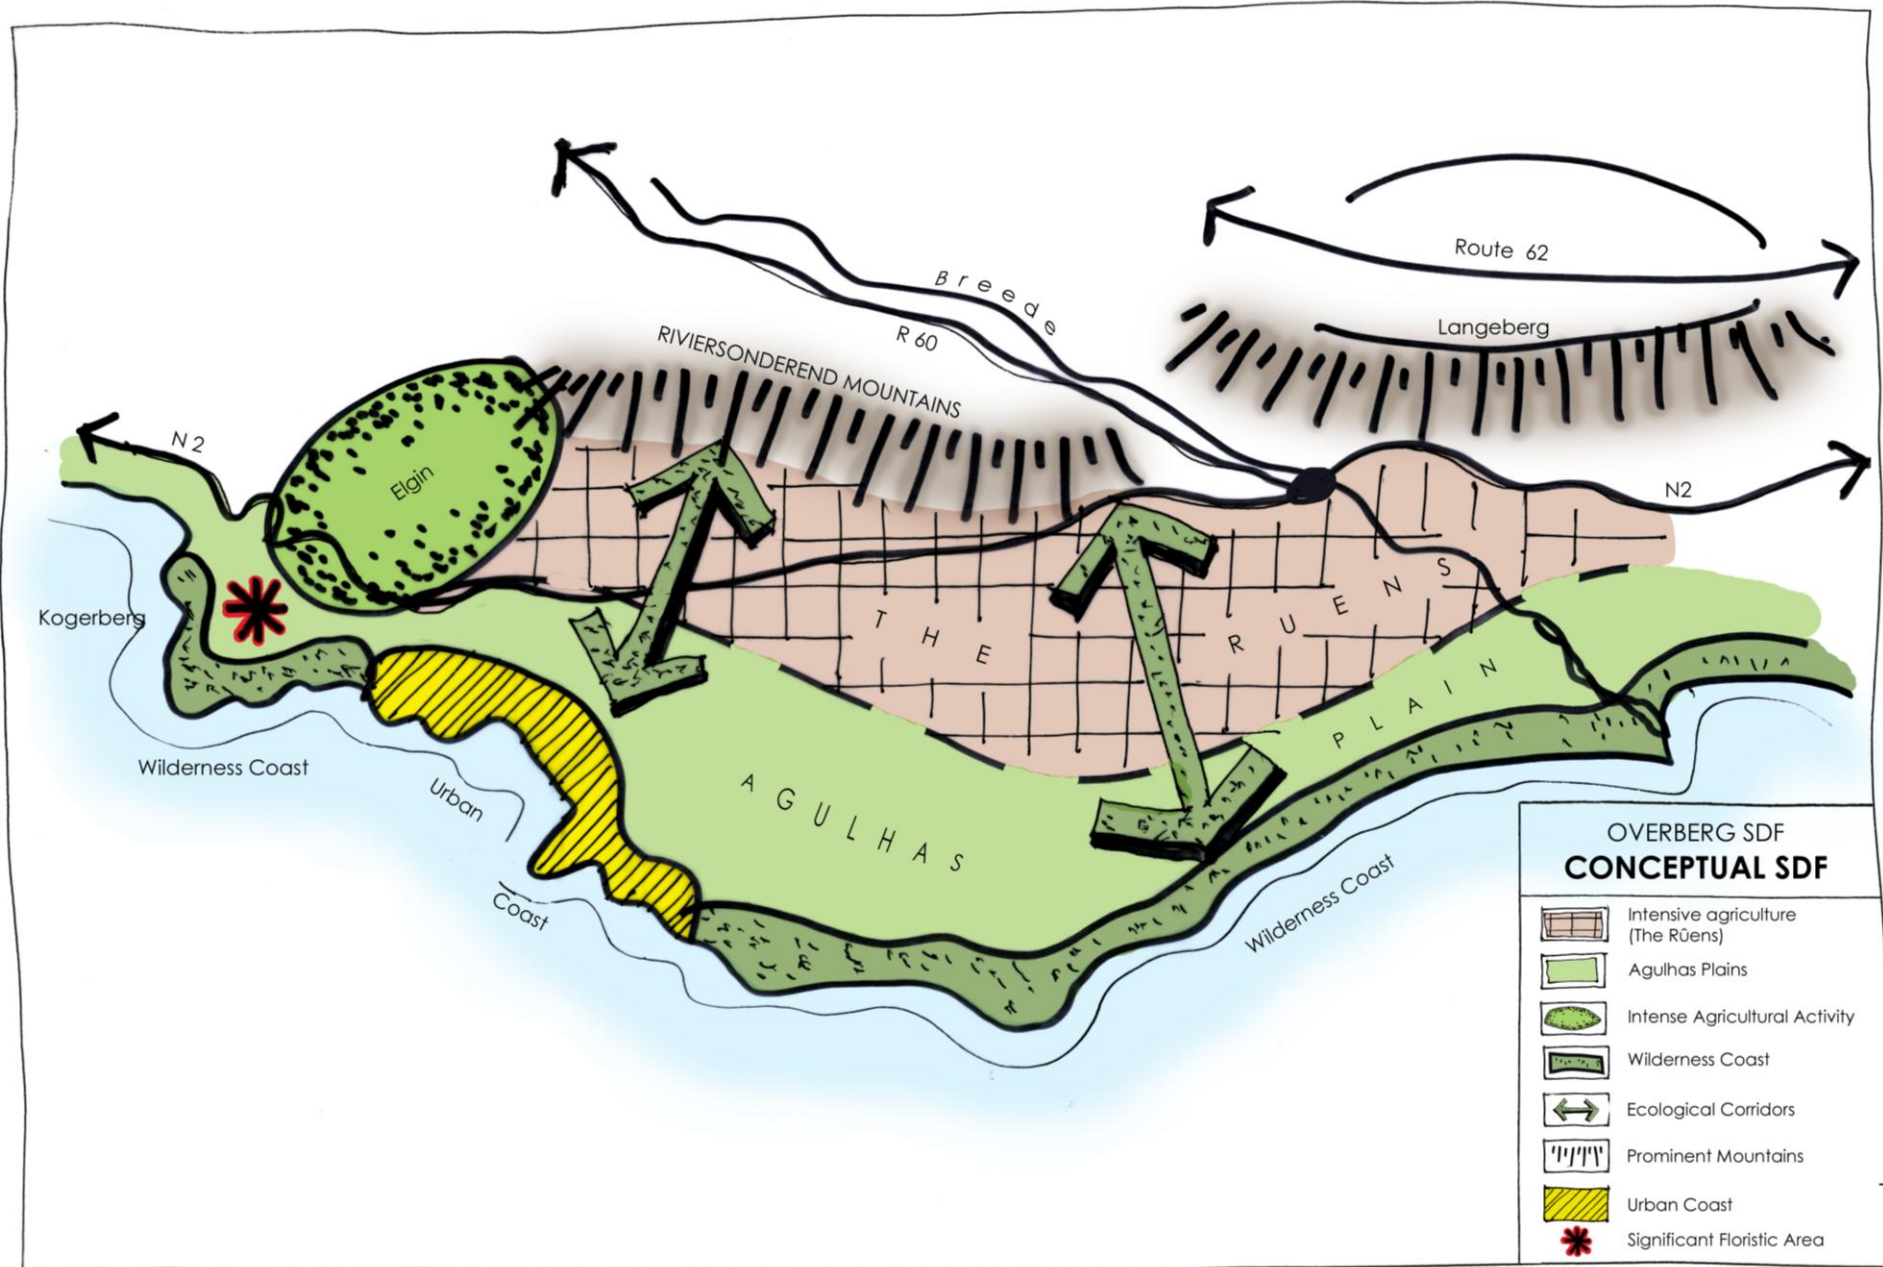 Route 62
Breede
Langeberg
R 60
RIVIERSONDEREND MOUNTAINS
N 2
Elgin
N2
THE RUENS
Kogerberg
AGULHAS PLAIN
Wilderness Coast
Urban
Coast
Wilderness Coast
OVERBERG SDF
CONCEPTUAL SDF
Intensive agriculture
(The Rûens)
Agulhas Plains
Intense Agricultural Activity
Wilderness Coast
Ecological Corridors
Prominent Mountains
Urban Coast
Significant Floristic Area